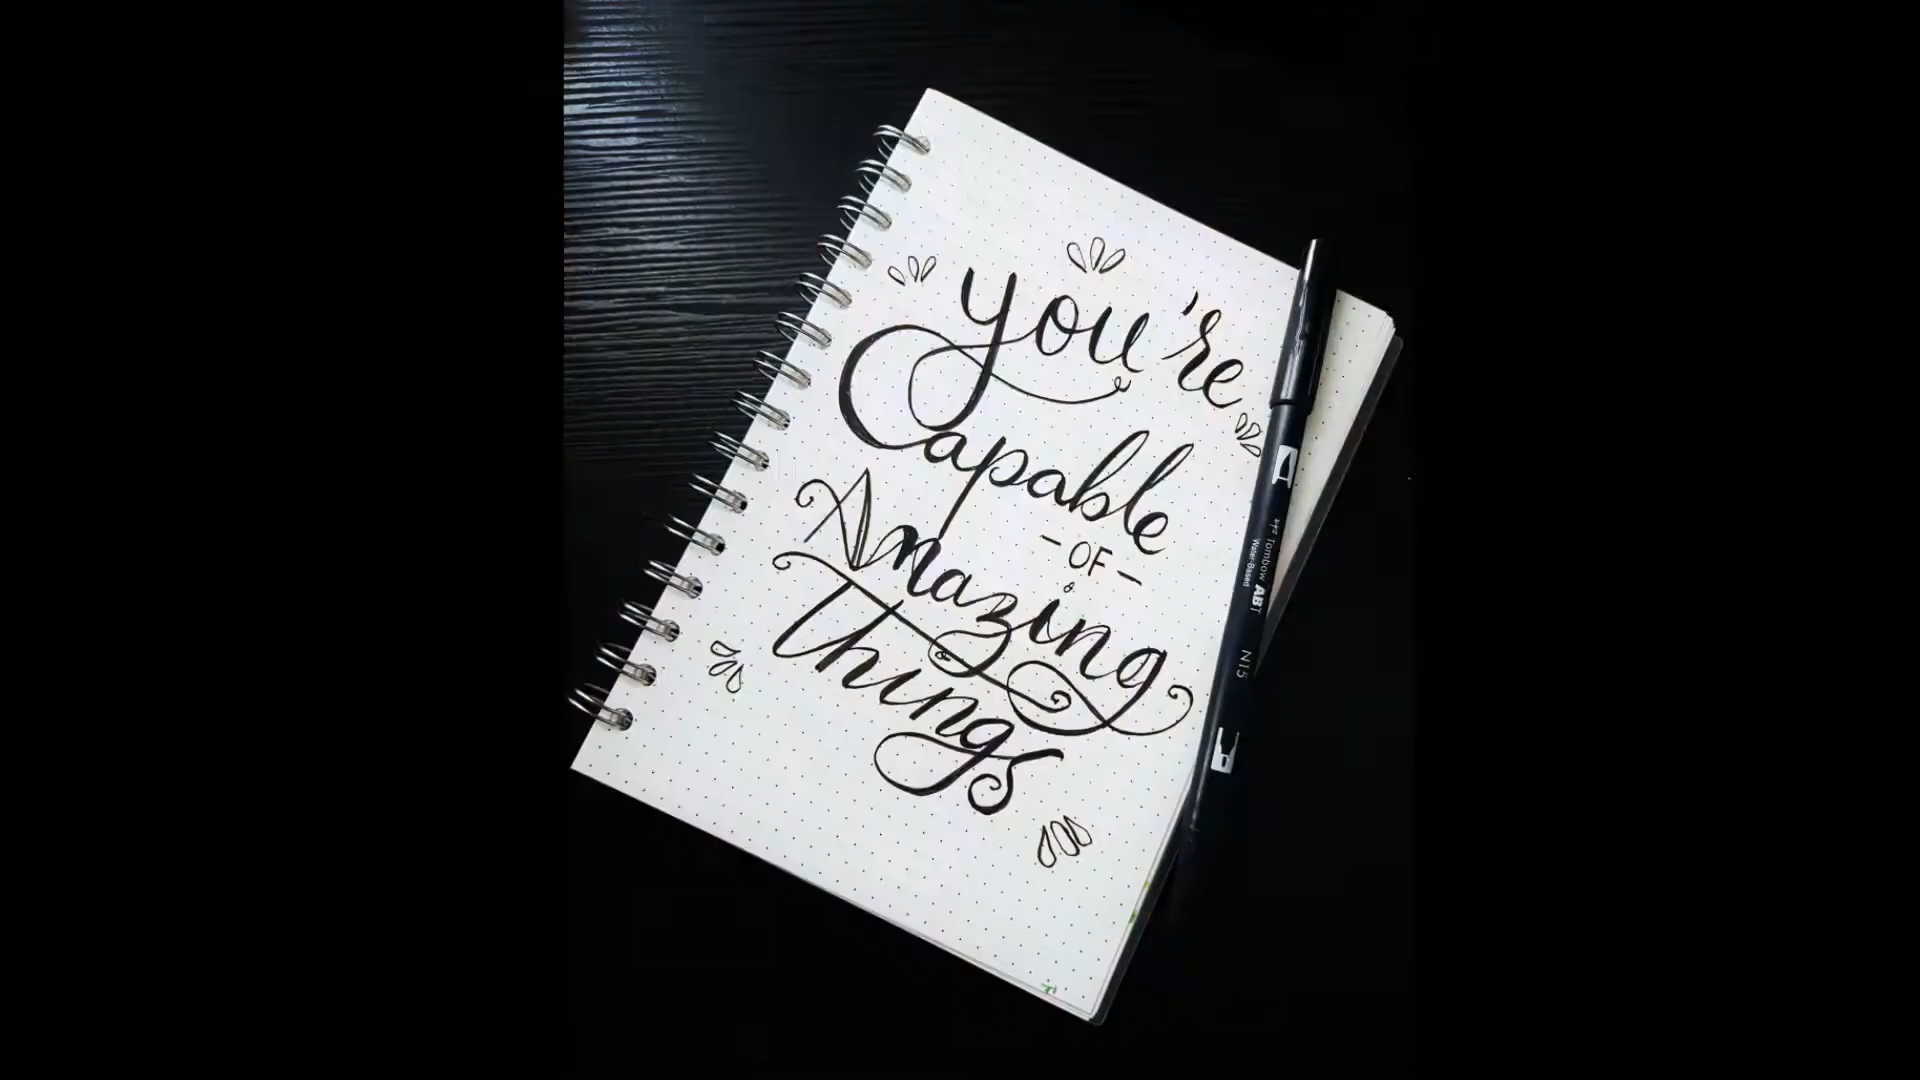 you're
Capable
- OF -
Amazing
Things
Tombow ABT
Water-Based
N15